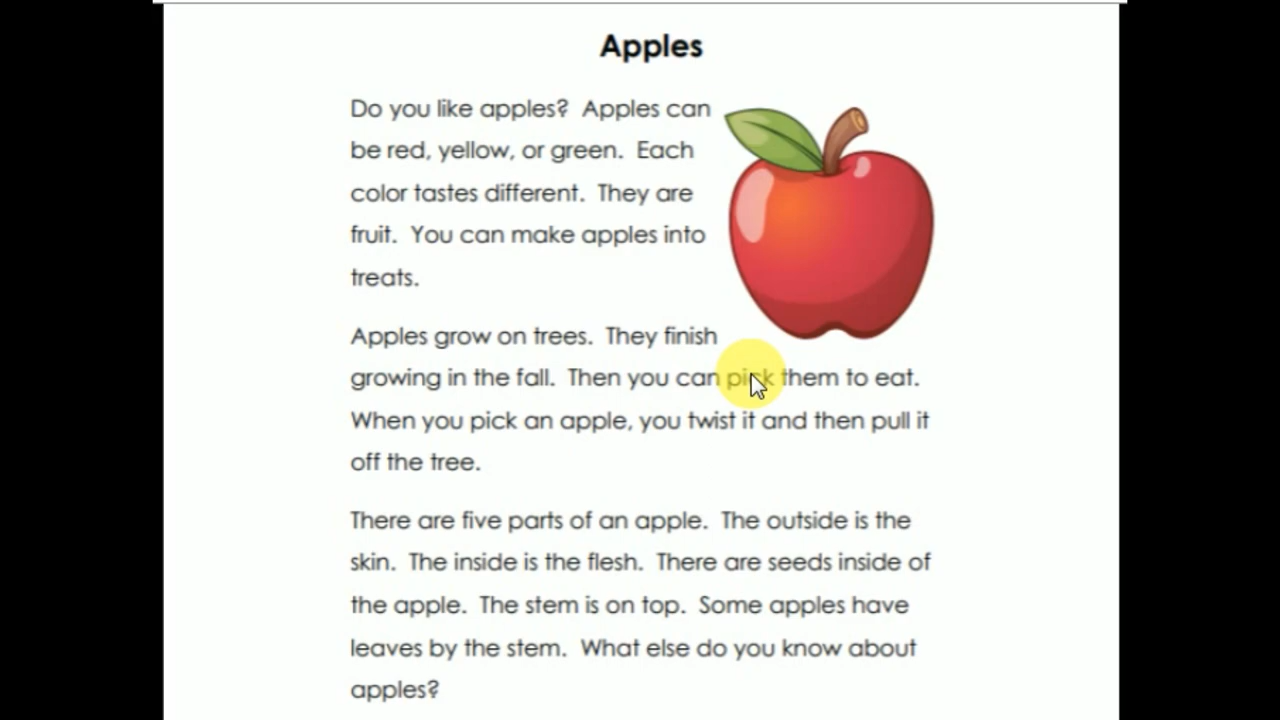 Apples
Do you like apples?  Apples can
be red, yellow, or green.  Each
color tastes different.  They are
fruit.  You can make apples into
treats.
Apples grow on trees.  They finish
growing in the fall.  Then you can pick them to eat.
When you pick an apple, you twist it and then pull it
off the tree.
There are five parts of an apple.  The outside is the
skin.  The inside is the flesh.  There are seeds inside of
the apple.  The stem is on top.  Some apples have
leaves by the stem.  What else do you know about
apples?